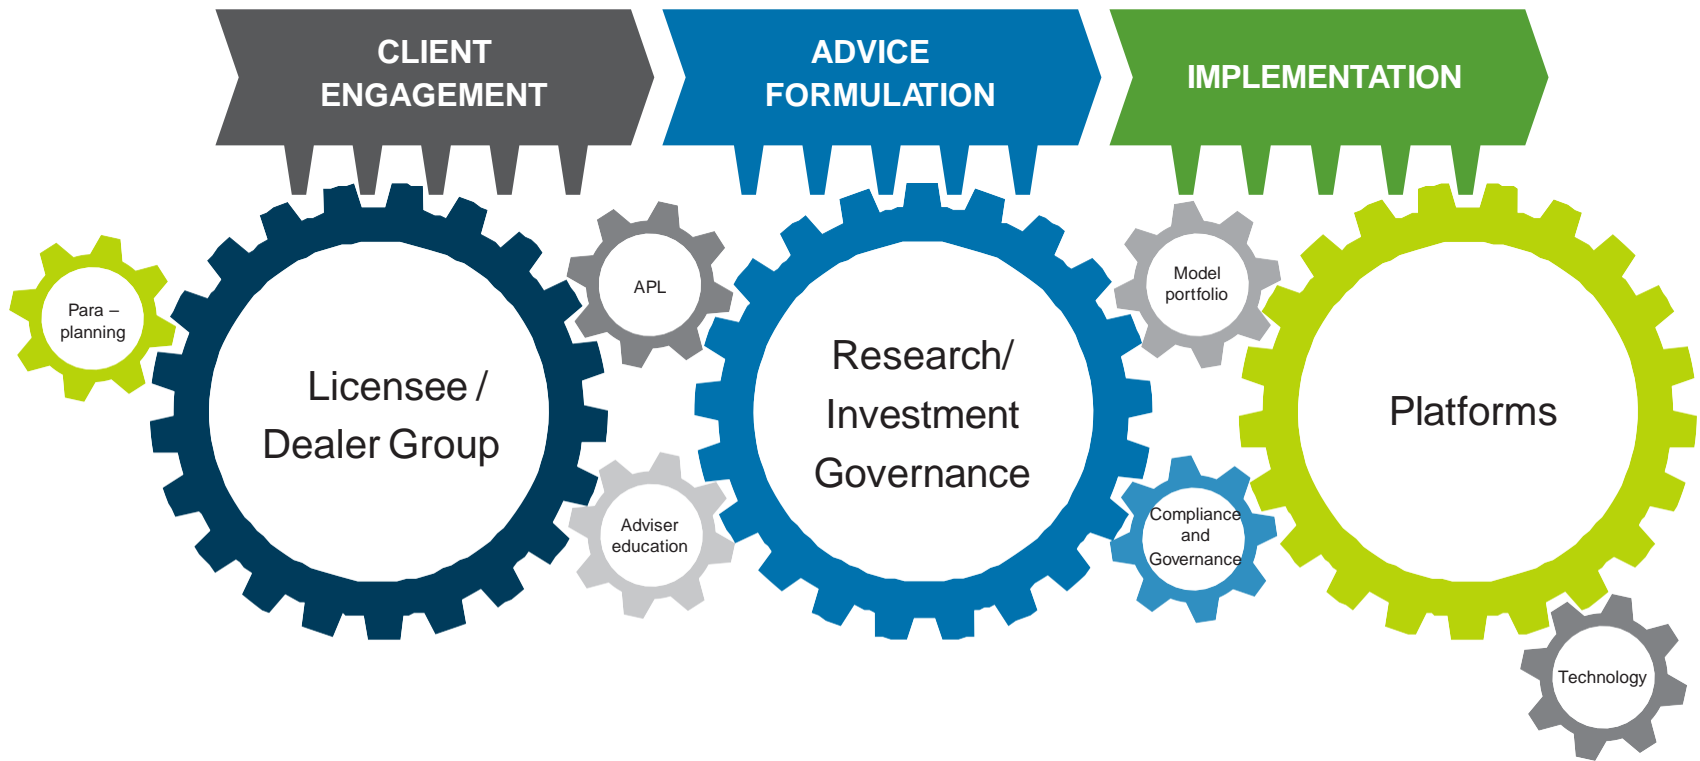 CLIENT
ENGAGEMENT
ADVICE
FORMULATION
IMPLEMENTATION
Para –
planning
Licensee /
Dealer Group
APL
Adviser
education
Research/
Investment
Governance
Model
portfolio
Compliance
and
Governance
Platforms
Technology